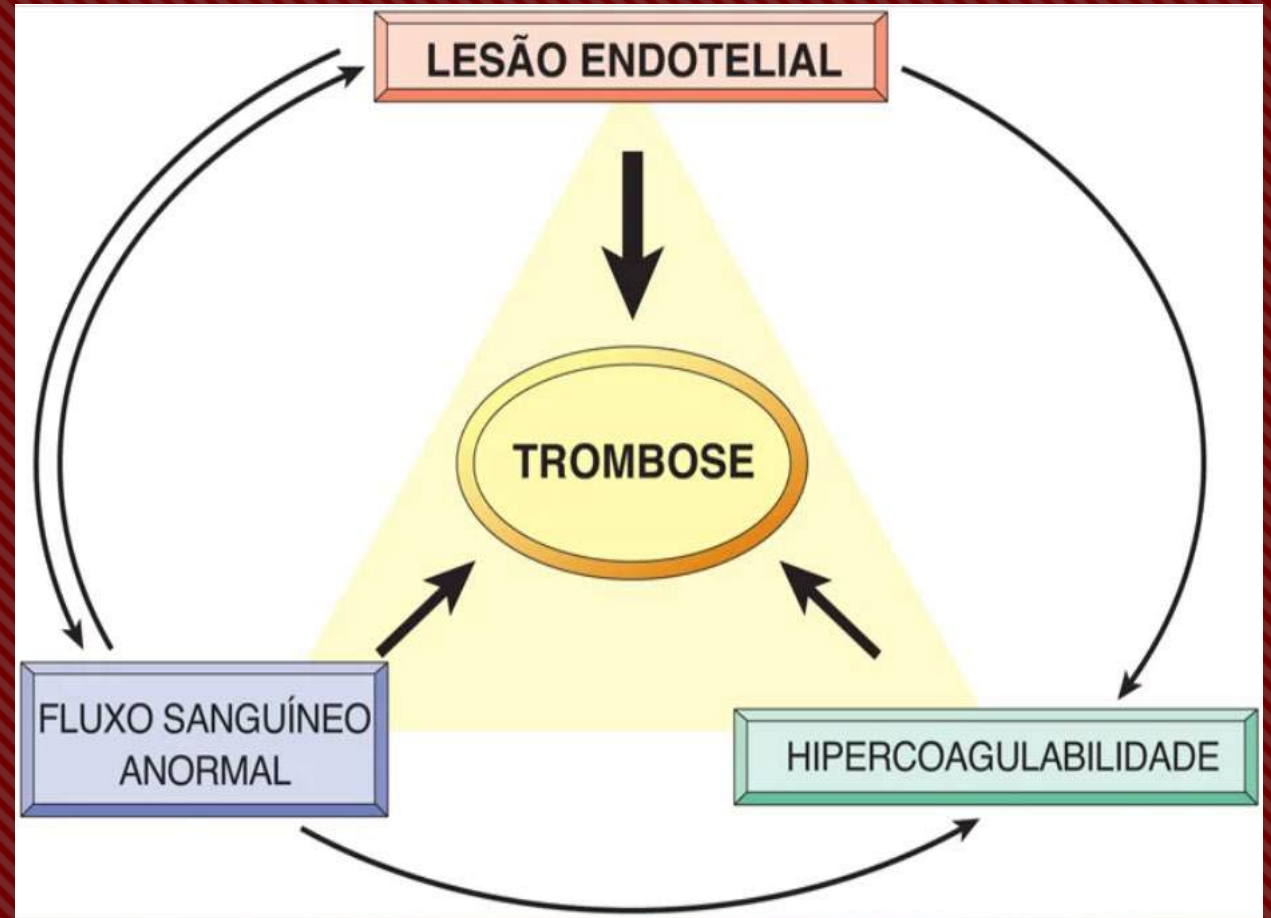 LESÃO ENDOTELIAL
TROMBOSE
FLUXO SANGUÍNEO
ANORMAL
HIPERCOAGULABILIDADE